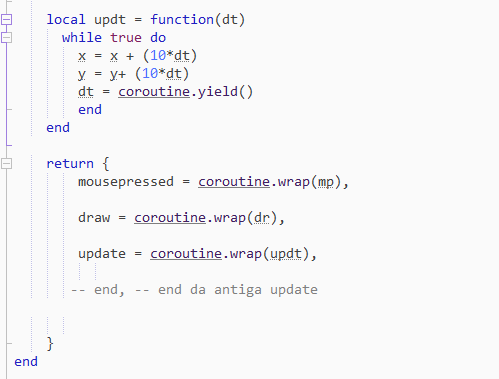 local updt = function(dt)
while true do
x = x + (10*dt)
y = y+ (10*dt)
dt = coroutine.yield()
end
end
return {
mousepressed = coroutine.wrap(mp),
draw = coroutine.wrap(dr),
update = coroutine.wrap(updt),
-- end, -- end da antiga update
}
end